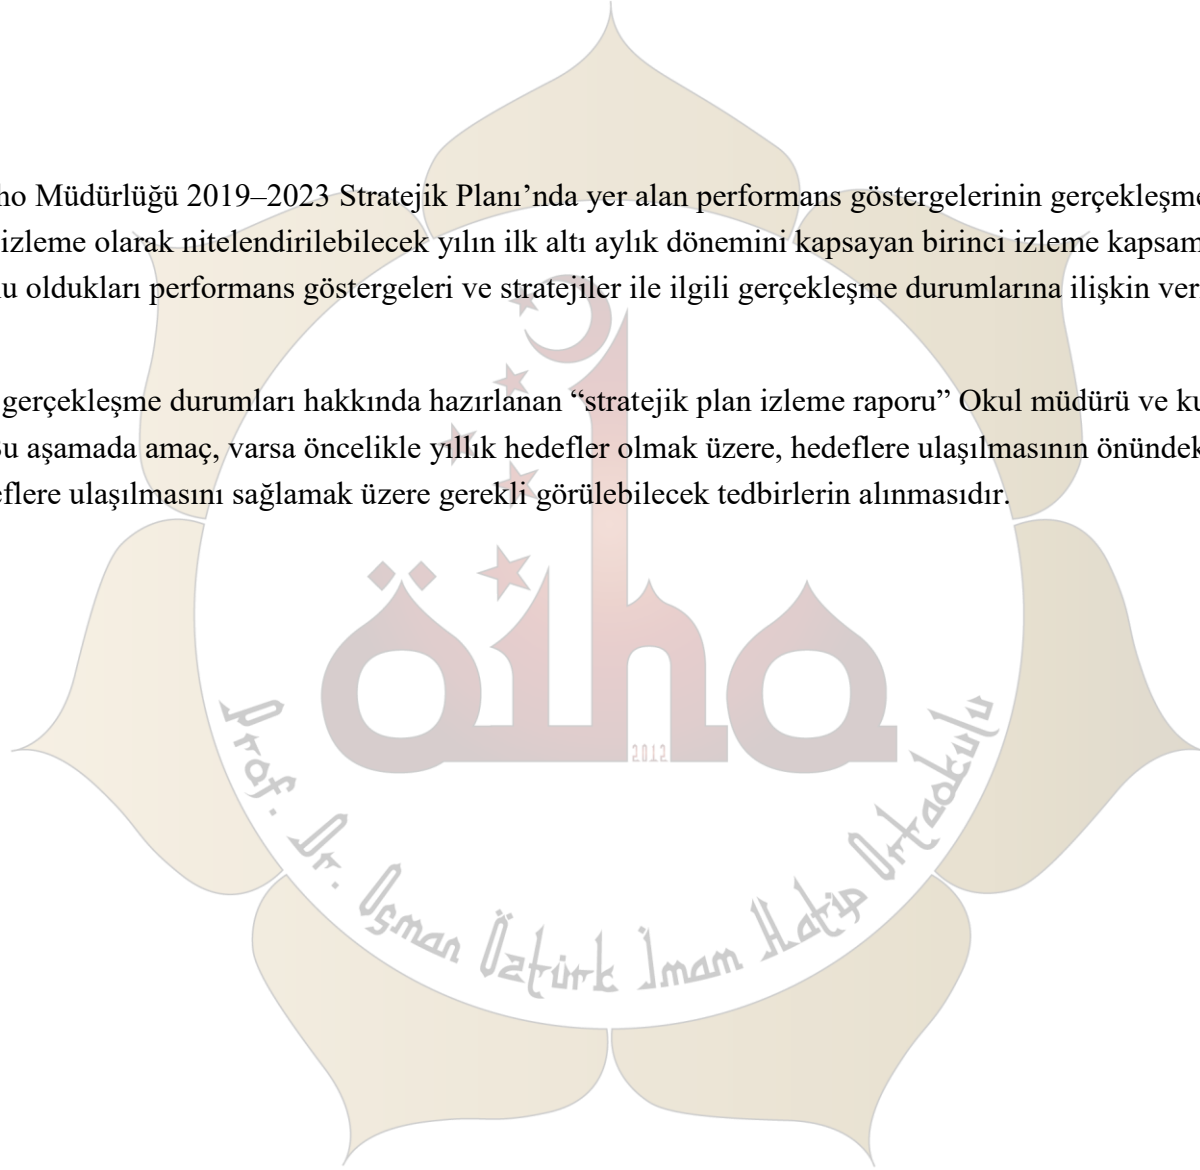 ho Müdürlüğü 2019–2023 Stratejik Planı’nda yer alan performans göstergelerinin gerçekleşme
izleme olarak nitelendirilebilecek yılın ilk altı aylık dönemini kapsayan birinci izleme kapsam
u oldukları performans göstergeleri ve stratejiler ile ilgili gerçekleşme durumlarına ilişkin ver
gerçekleşme durumları hakkında hazırlanan “stratejik plan izleme raporu” Okul müdürü ve ku
u aşamada amaç, varsa öncelikle yıllık hedefler olmak üzere, hedeflere ulaşılmasının önündek
eflere ulaşılmasını sağlamak üzere gerekli görülebilecek tedbirlerin alınmasıdır.
öiho
2012
Prof. Dr. Osman Öztürk İmam Hatip Ortaokulu